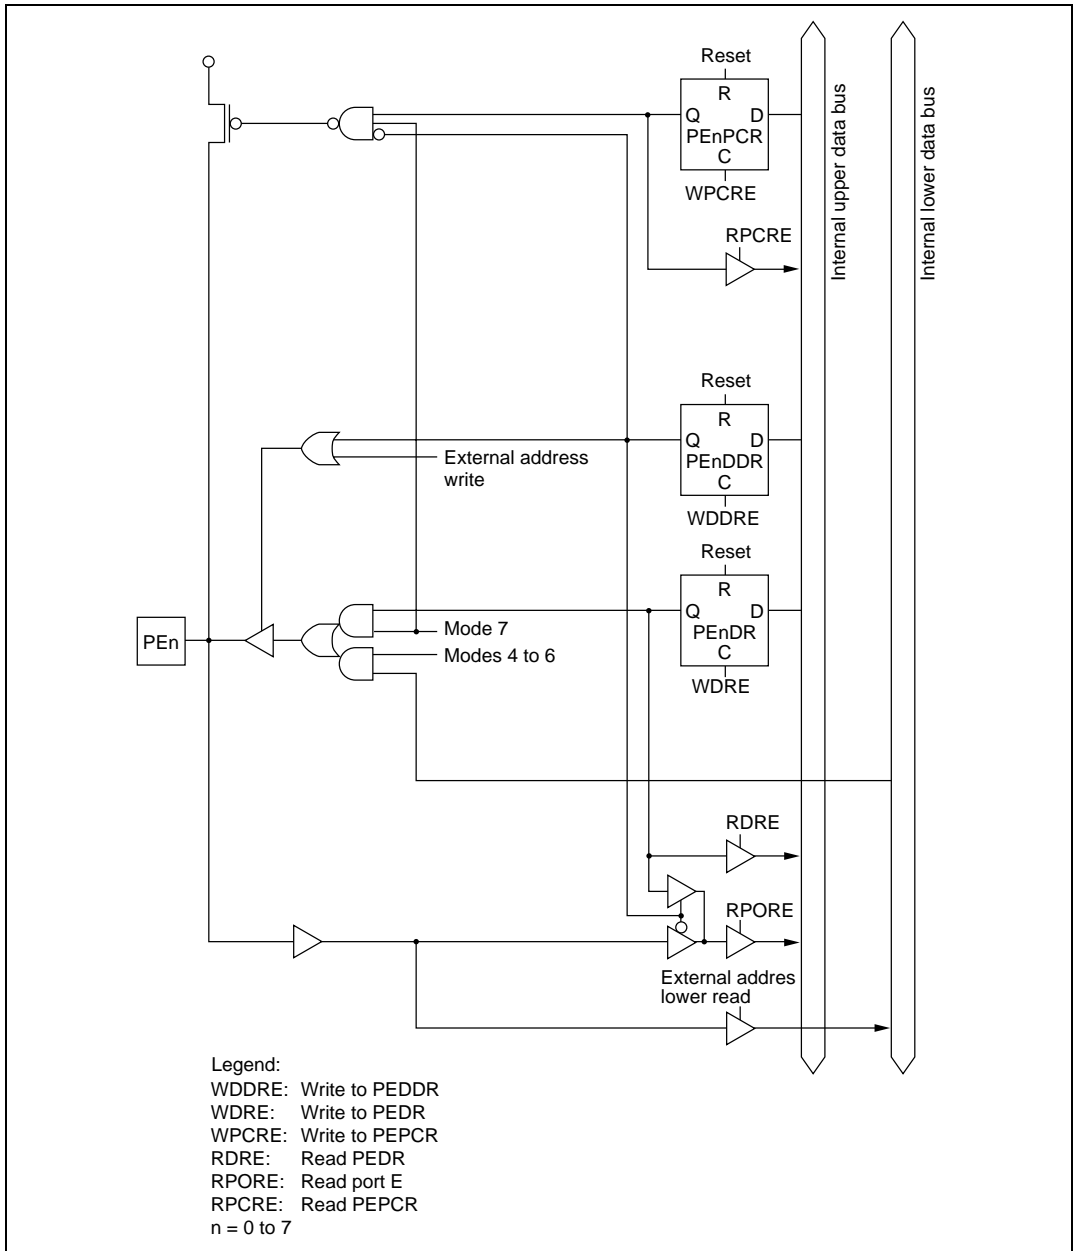 Reset
R
Q D
PEnPCR
C
WPCRE
RPCRE
Internal upper data bus
Internal lower data bus
Reset
R
Q D
PEnDDR
C
WDDRE
External address
write
Reset
R
Q D
PEnDR
C
WDRE
PEn
Mode 7
Modes 4 to 6
RDRE
RPORE
External addres
lower read
Legend:
WDDRE: Write to PEDDR
WDRE: Write to PEDR
WPCRE: Write to PEPCR
RDRE: Read PEDR
RPORE: Read port E
RPCRE: Read PEPCR
n = 0 to 7